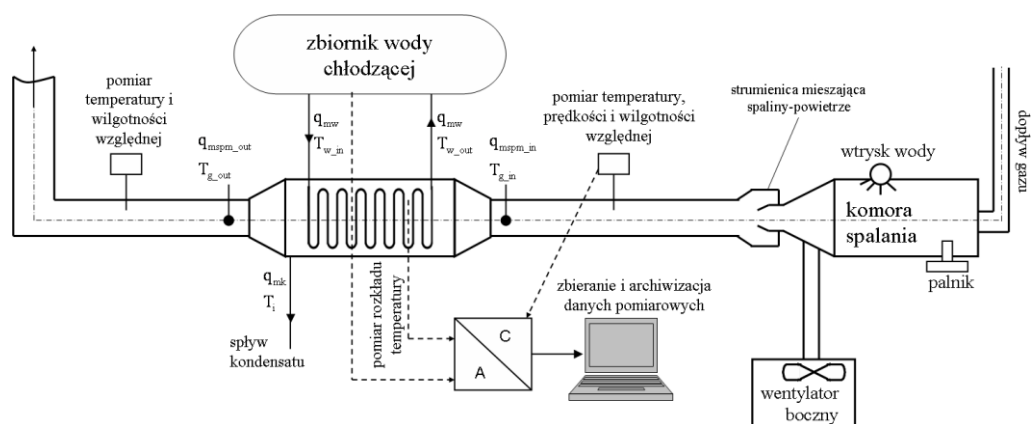 zbiornik wody
chłodzącej
pomiar
temperatury i
wilgotności
względnej
q_mspm_out
T_g_out
q_mw
T_w_in
q_mw
T_w_out
q_mspm_in
T_g_in
pomiar temperatury,
prędkości i wilgotności
względnej
strumienica mieszająca
spaliny-powietrze
wtrysk wody
komora
spalania
dopływ gazu
palnik
q_mk
T_i
spływ
kondensatu
pomiar rozkładu
temperatury
C
A
zbieranie i archiwizacja
danych pomiarowych
wentylator
boczny